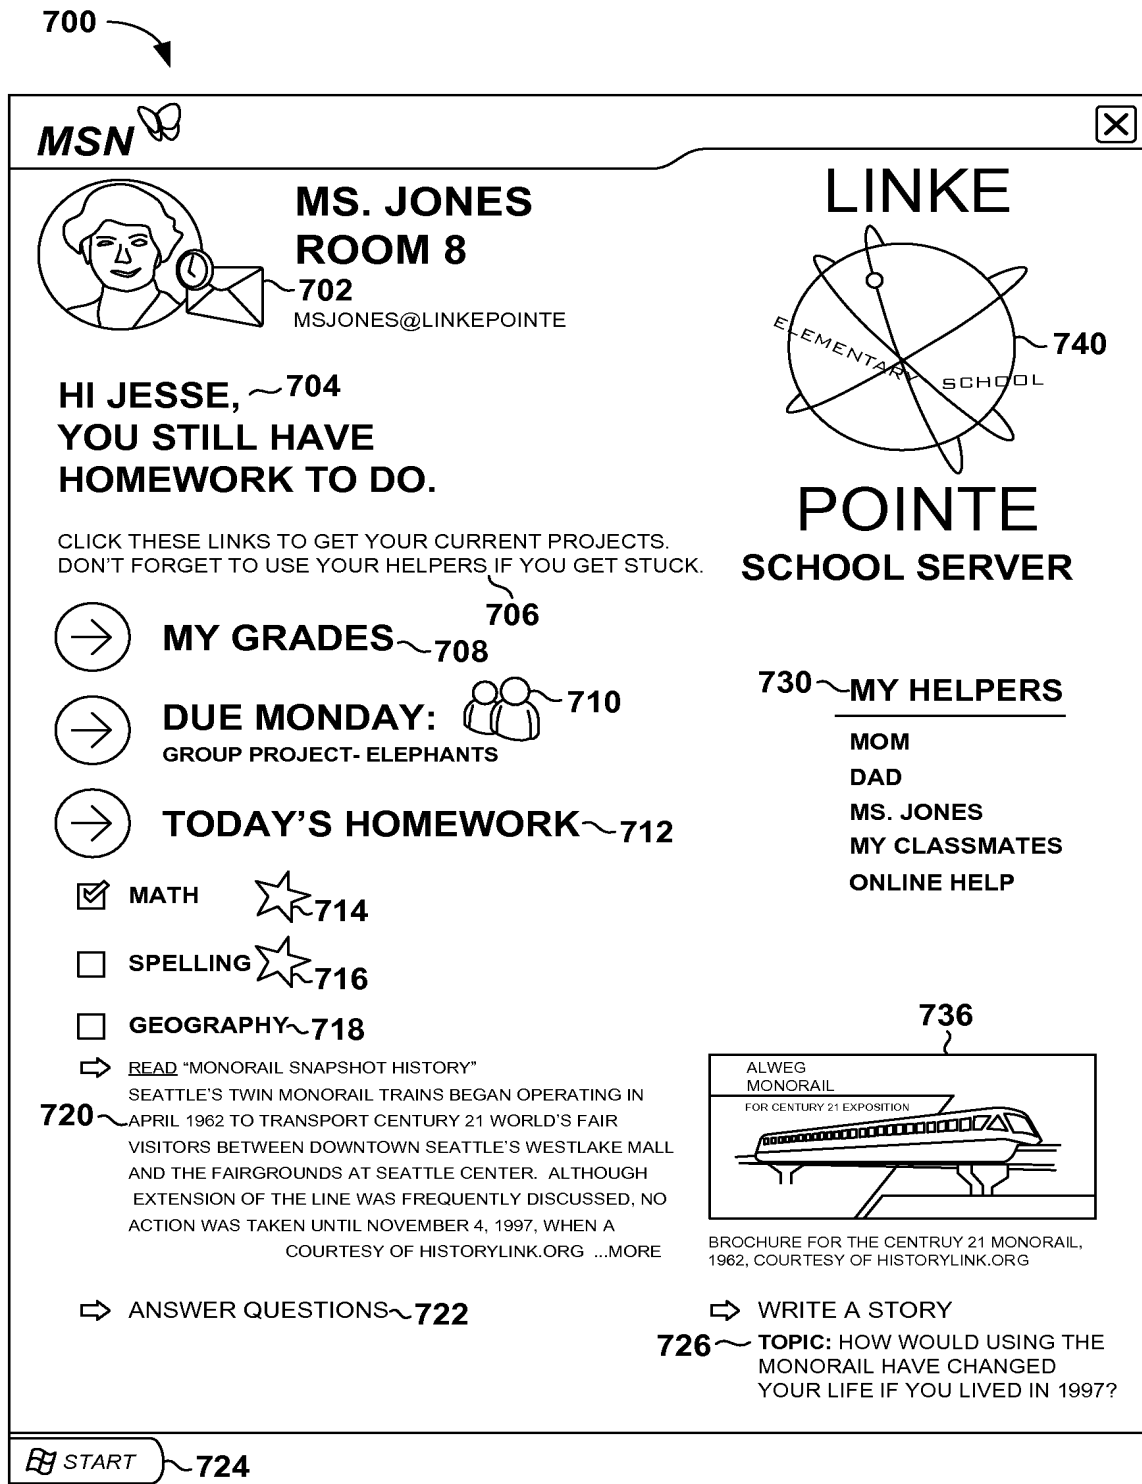 700
MSN
MS. JONES
ROOM 8
702
MSJONES@LINKEPOINTE
LINKE
ELEMENTARY SCHOOL
740
POINTE
SCHOOL SERVER
HI JESSE, 704
YOU STILL HAVE
HOMEWORK TO DO.
CLICK THESE LINKS TO GET YOUR CURRENT PROJECTS.
DON'T FORGET TO USE YOUR HELPERS IF YOU GET STUCK.
706
MY GRADES 708
DUE MONDAY: 710
GROUP PROJECT- ELEPHANTS
TODAY'S HOMEWORK 712
730 MY HELPERS
MOM
DAD
MS. JONES
MY CLASSMATES
ONLINE HELP
MATH 714
SPELLING 716
GEOGRAPHY 718
READ "MONORAIL SNAPSHOT HISTORY"
SEATTLE'S TWIN MONORAIL TRAINS BEGAN OPERATING IN
720 APRIL 1962 TO TRANSPORT CENTURY 21 WORLD'S FAIR
VISITORS BETWEEN DOWNTOWN SEATTLE'S WESTLAKE MALL
AND THE FAIRGROUNDS AT SEATTLE CENTER. ALTHOUGH
EXTENSION OF THE LINE WAS FREQUENTLY DISCUSSED, NO
ACTION WAS TAKEN UNTIL NOVEMBER 4, 1997, WHEN A
COURTESY OF HISTORYLINK.ORG ...MORE
736
ALWEG
MONORAIL
FOR CENTURY 21 EXPOSITION
BROCHURE FOR THE CENTRUY 21 MONORAIL,
1962, COURTESY OF HISTORYLINK.ORG
ANSWER QUESTIONS 722
WRITE A STORY
726 TOPIC: HOW WOULD USING THE
MONORAIL HAVE CHANGED
YOUR LIFE IF YOU LIVED IN 1997?
START 724